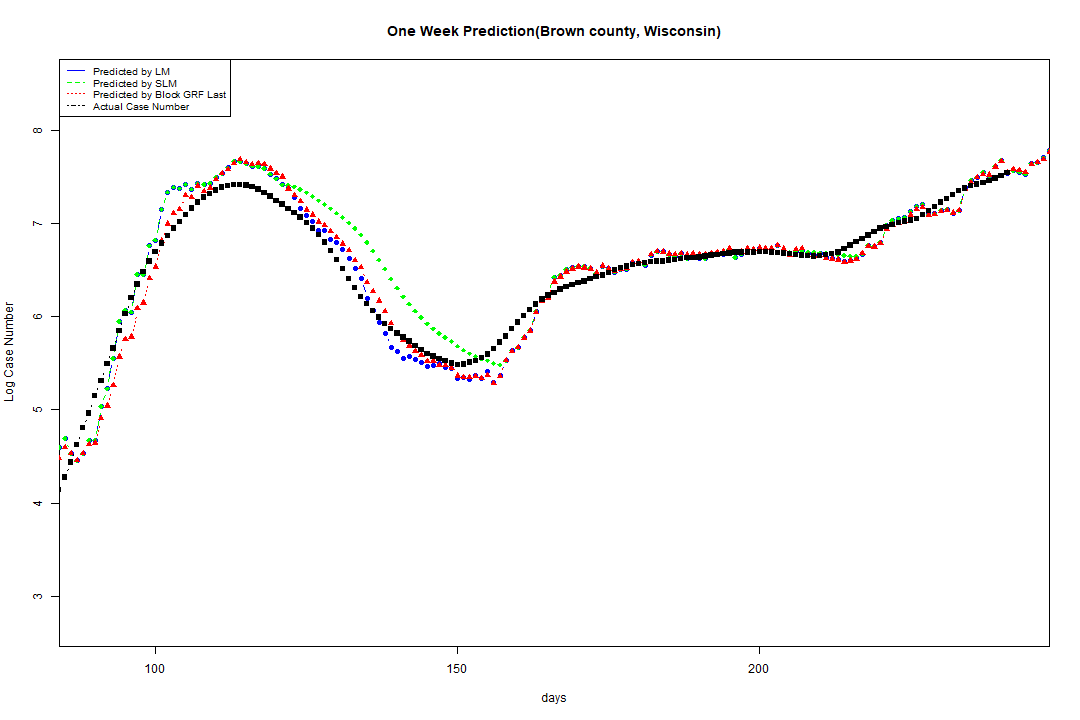 One Week Prediction(Brown county, Wisconsin)
Predicted by LM
Predicted by SLM
Predicted by Block GRF Last
Actual Case Number
8
7
6
5
4
3
Log Case Number
100 150 200
days